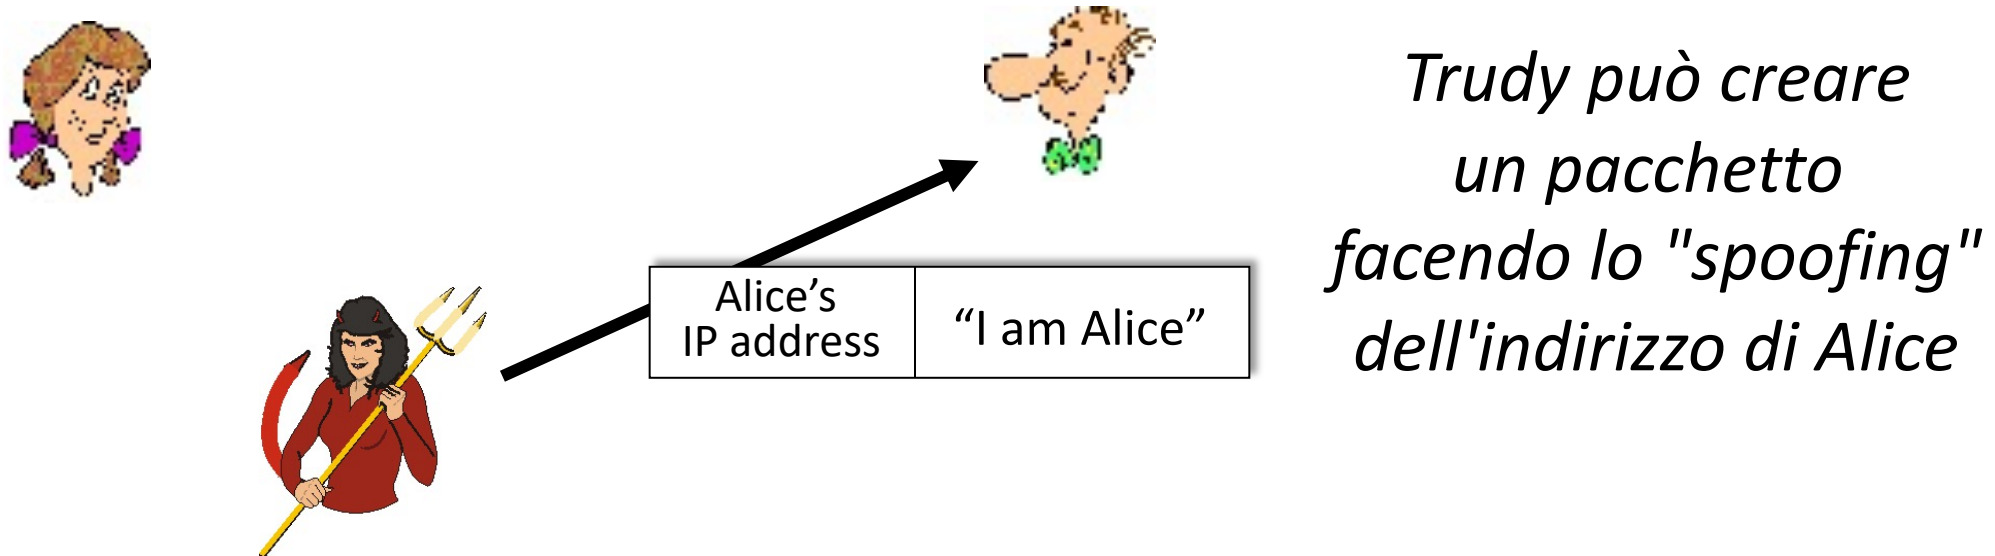 Alice's
IP address
“I am Alice”
Trudy può creare
un pacchetto
facendo lo "spoofing"
dell'indirizzo di Alice